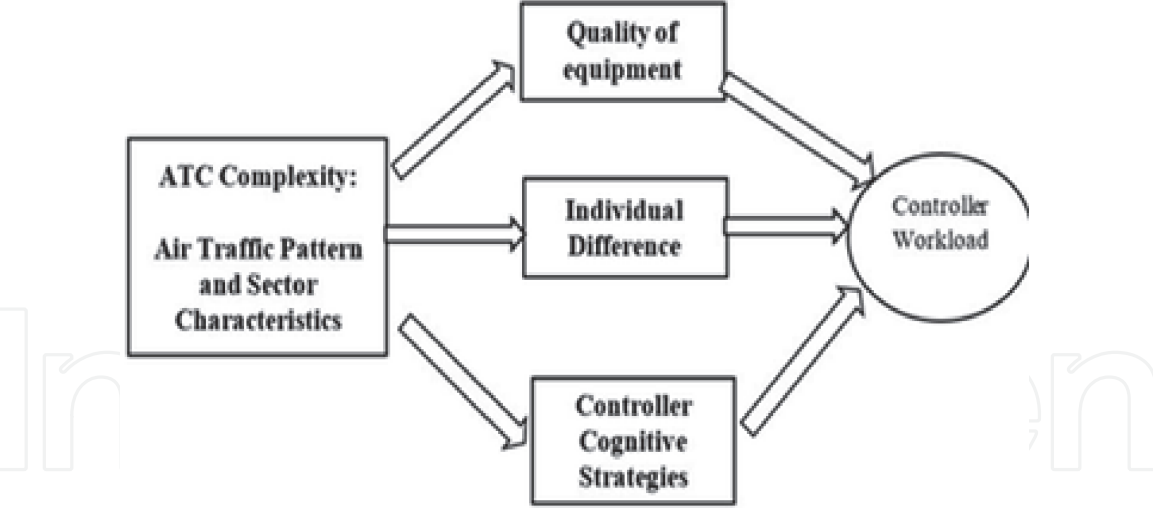 Quality of
equipment
ATC Complexity:
Air Traffic Pattern
and Sector
Characteristics
Individual
Difference
Controller
Workload
Controller
Cognitive
Strategies